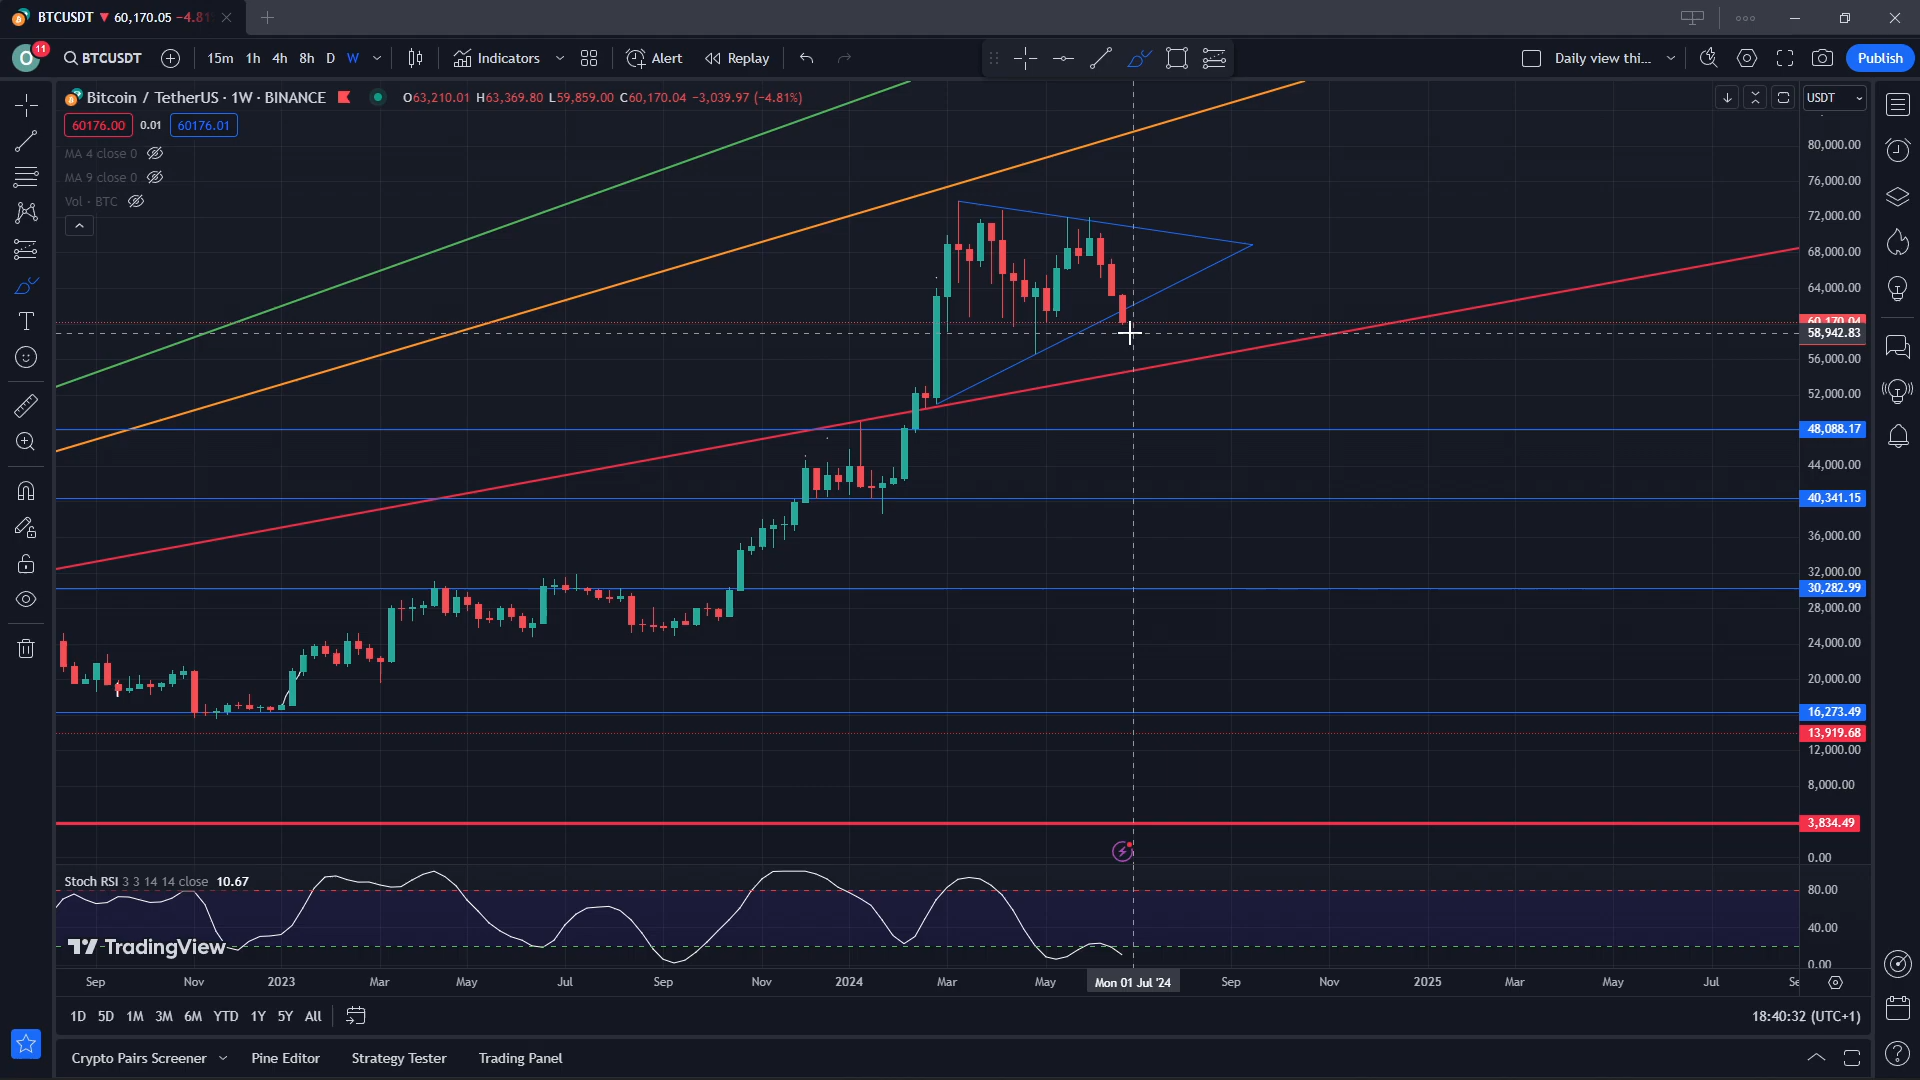 BTCUSDT ▼ 60,170.05 −4.81
O 11 BTCUSDT 15m 1h 4h 8h D W Indicators Alert Replay Daily view thi... Publish
Bitcoin / TetherUS · 1W · BINANCE O63,210.01 H63,369.80 L59,859.00 C60,170.04 −3,039.97 (−4.81%)
USDT
60176.00 0.01 60176.01
MA 4 close 0
MA 9 close 0
Vol · BTC
80,000.00
76,000.00
72,000.00
68,000.00
64,000.00
60,170.04
58,942.83
56,000.00
52,000.00
48,088.17
44,000.00
40,341.15
36,000.00
32,000.00
30,282.99
28,000.00
24,000.00
20,000.00
16,273.49
13,919.68
12,000.00
8,000.00
3,834.49
0.00
Stoch RSI 3 3 14 14 close 10.67
80.00
40.00
0.00
TradingView
Sep Nov 2023 Mar May Jul Sep Nov 2024 Mar May Mon 01 Jul '24 Sep Nov 2025 Mar May Jul Se
1D 5D 1M 3M 6M YTD 1Y 5Y All 18:40:32 (UTC+1)
Crypto Pairs Screener Pine Editor Strategy Tester Trading Panel